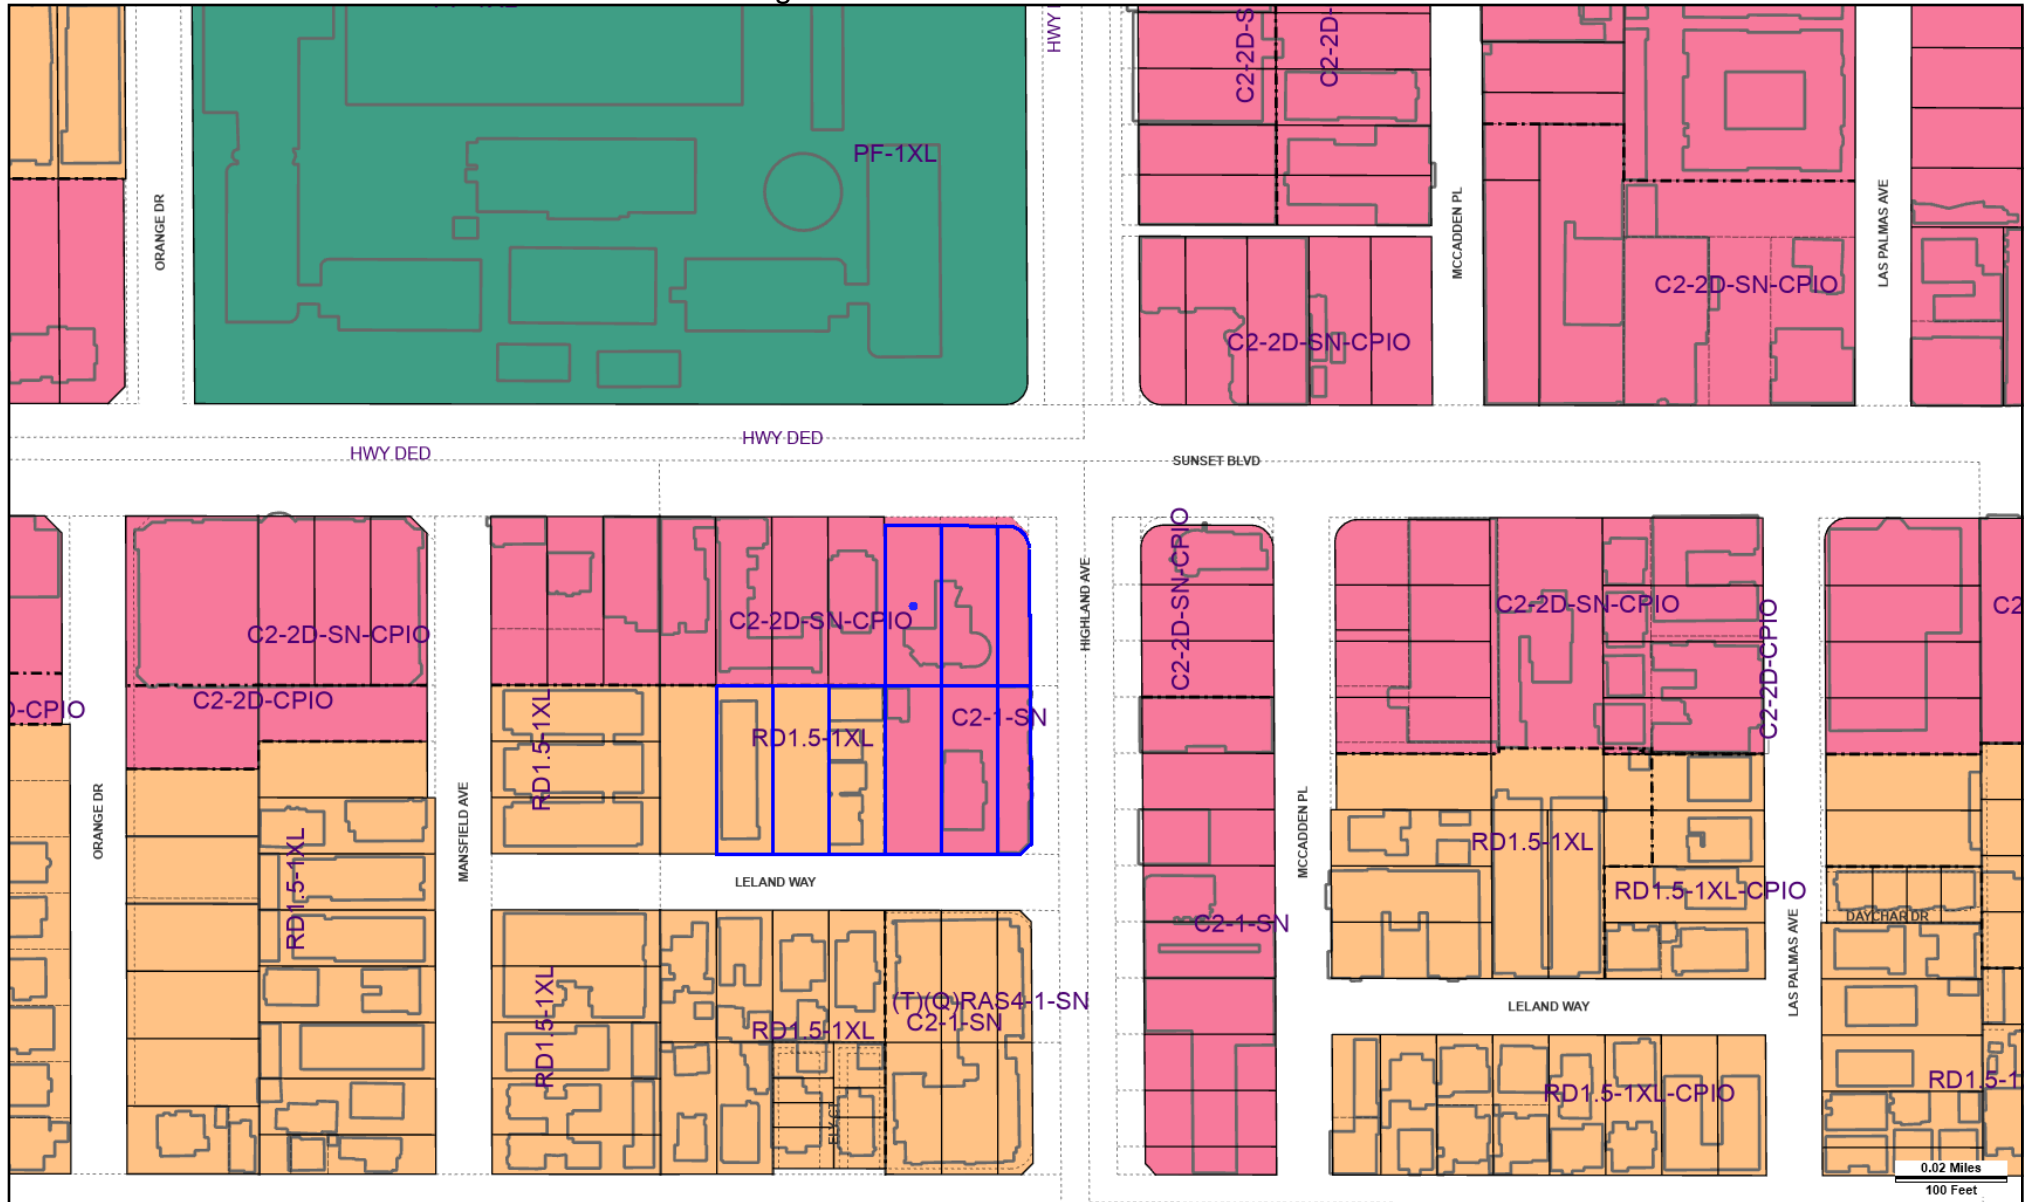 HWY
C2-2D-S
C2-2D-
PF-1XL
ORANGE DR
MCCADDEN PL
LAS PALMAS AVE
C2-2D-SN-CPIO
C2-2D-SN-CPIO
HWY DED
HWY DED
SUNSET BLVD
C2-2D-SN-CPIO
C2-2D-SN-CPIO
C2-2D-SN-CPIO
C2-2D-SN-CPIO
C2
HIGHLAND AVE
C2-2D-CPIO
-CPIO
C2-2D-CPIO
RD1.5-1XL
RD1.5-1XL
C2-1-SN
ORANGE DR
MANSFIELD AVE
MCCADDEN PL
RD1.5-1XL
RD1.5-1XL
LELAND WAY
RD1.5-1XL-CPIO
C2-1-SN
DAYCHAR DR
LAS PALMAS AVE
RD1.5-1XL
(T)(Q)RAS4-1-SN
C2-1-SN
RD1.5-1XL
LELAND WAY
RD1.5-1XL-CPIO
RD1.5-1
0.02 Miles
100 Feet